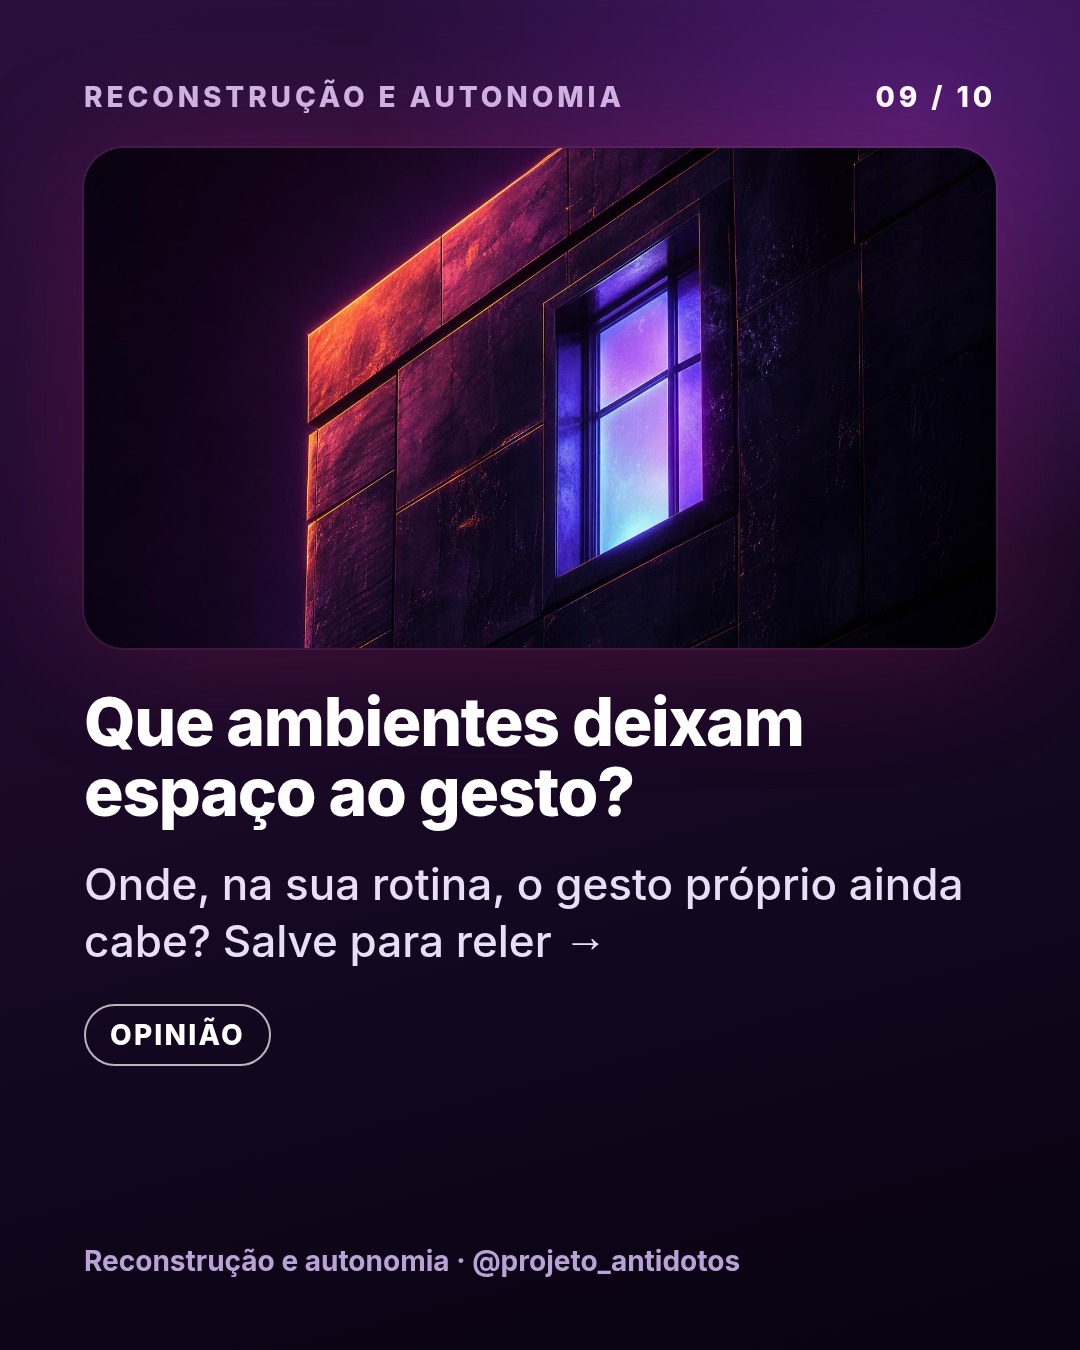 RECONSTRUÇÃO E AUTONOMIA
09 / 10
Que ambientes deixam
espaço ao gesto?
Onde, na sua rotina, o gesto próprio ainda
cabe? Salve para reler →
OPINIÃO
Reconstrução e autonomia · @projeto_antidotos